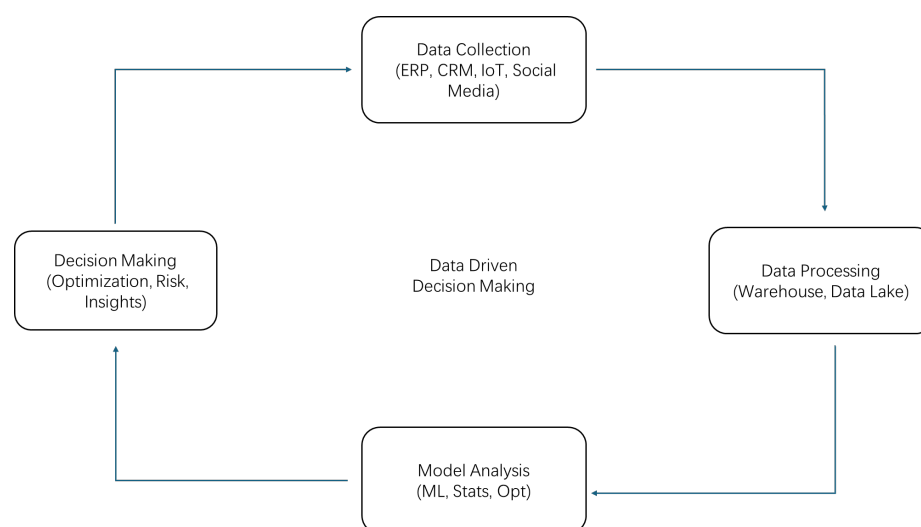 Data Collection
(ERP, CRM, IoT, Social
Media)
Decision Making
(Optimization, Risk,
Insights)
Data Driven
Decision Making
Data Processing
(Warehouse, Data Lake)
Model Analysis
(ML, Stats, Opt)